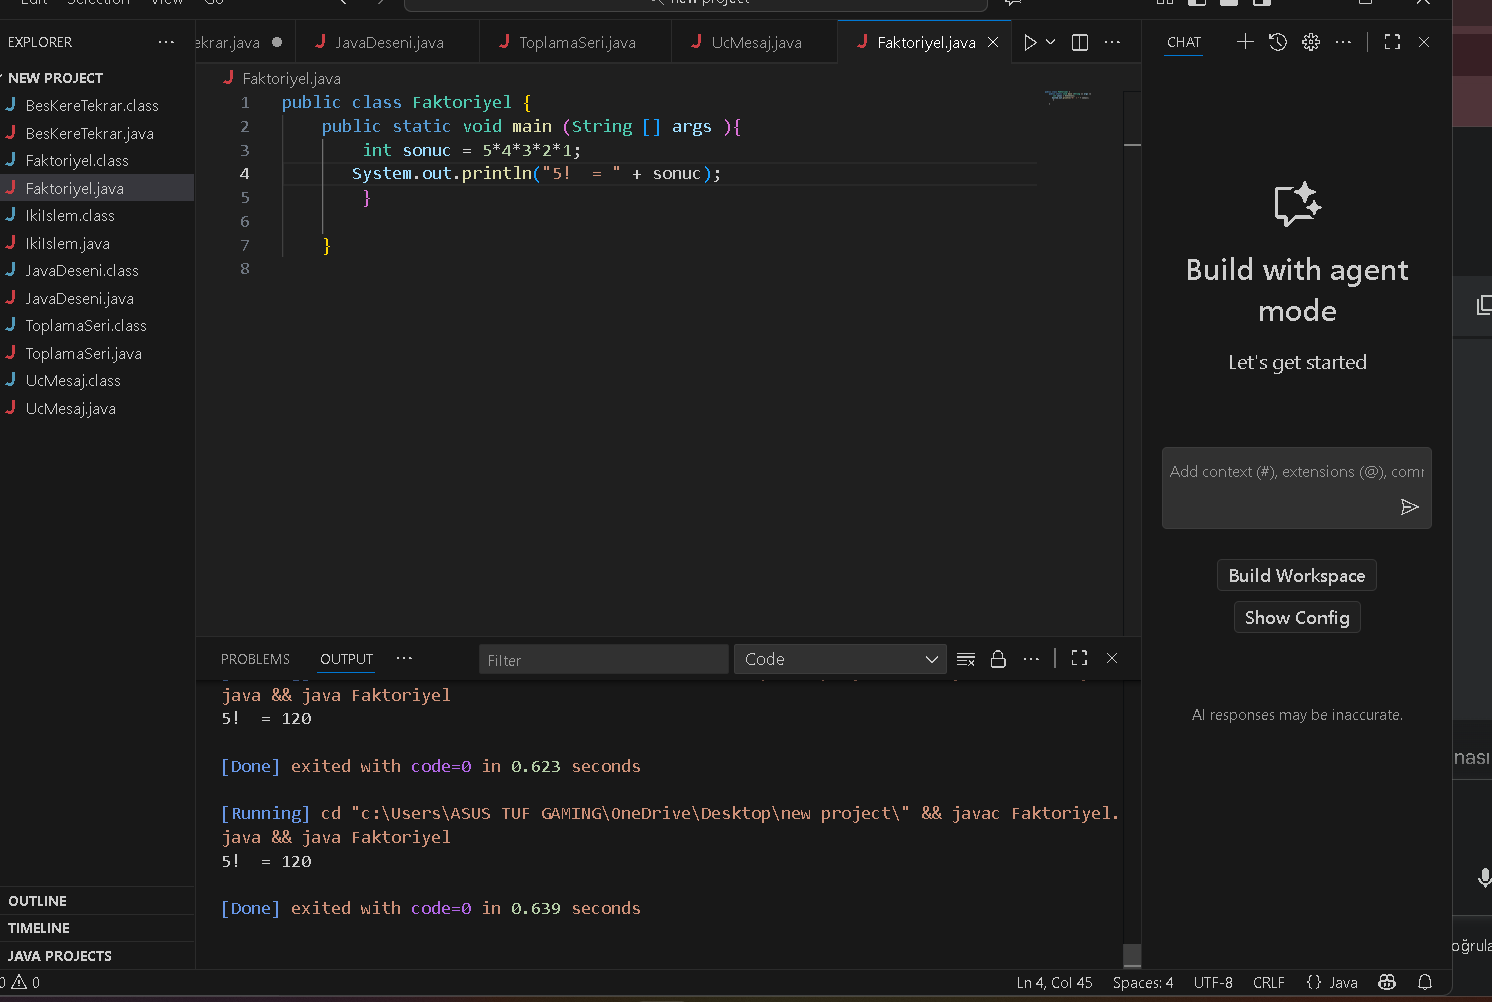 Edit Selection View Go
new project
EXPLORER ...
NEW PROJECT
BesKereTekrar.class
BesKereTekrar.java
Faktoriyel.class
Faktoriyel.java
IkiIslem.class
IkiIslem.java
JavaDeseni.class
JavaDeseni.java
ToplamaSeri.class
ToplamaSeri.java
UcMesaj.class
UcMesaj.java
OUTLINE
TIMELINE
JAVA PROJECTS
ekrar.java JavaDeseni.java ToplamaSeri.java UcMesaj.java Faktoriyel.java
Faktoriyel.java
1 public class Faktoriyel {
2 public static void main (String [] args ){
3 int sonuc = 5*4*3*2*1;
4 System.out.println("5!  = " + sonuc);
5 }
6
7 }
8
PROBLEMS OUTPUT ... Filter Code
java && java Faktoriyel
5!  = 120
[Done] exited with code=0 in 0.623 seconds
[Running] cd "c:\Users\ASUS TUF GAMING\OneDrive\Desktop\new project\" && javac Faktoriyel.
java && java Faktoriyel
5!  = 120
[Done] exited with code=0 in 0.639 seconds
CHAT
Build with agent
mode
Let's get started
Add context (#), extensions (@), com
Build Workspace
Show Config
AI responses may be inaccurate.
nası
oğrula
0 0
Ln 4, Col 45 Spaces: 4 UTF-8 CRLF {} Java